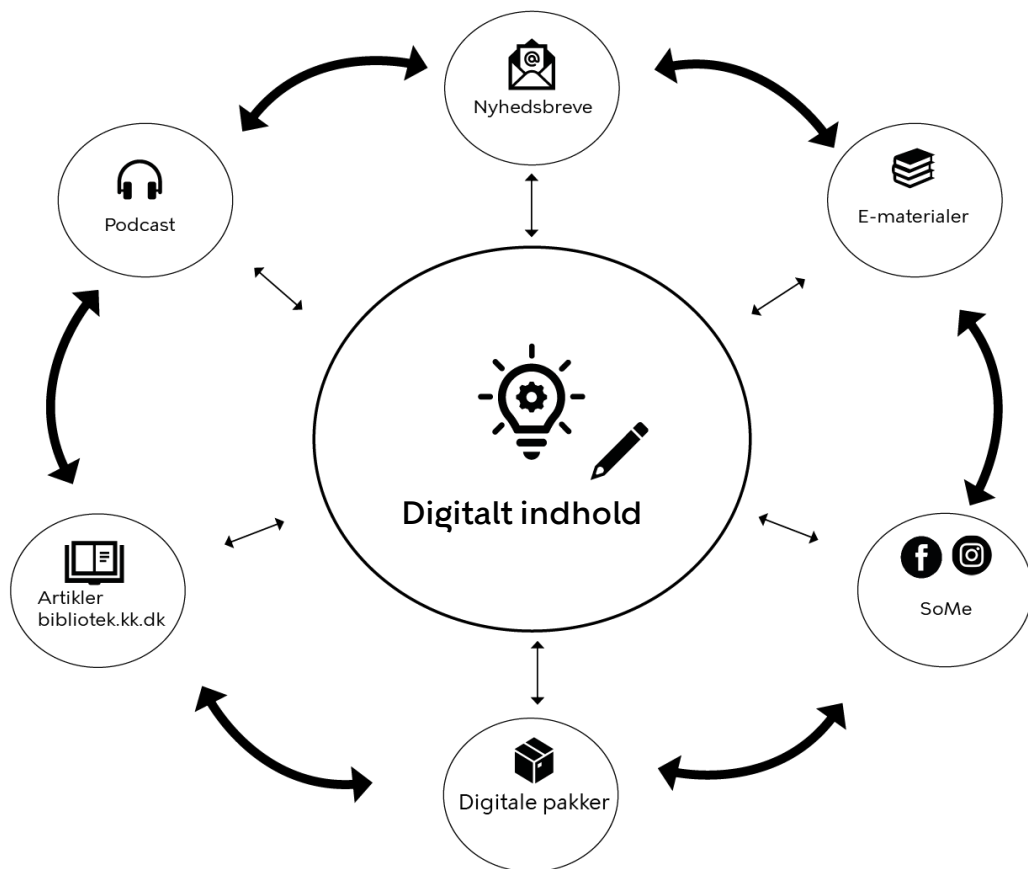 Nyhedsbreve
Podcast
E-materialer
Digitalt indhold
Artikler
bibliotek.kk.dk
SoMe
Digitale pakker